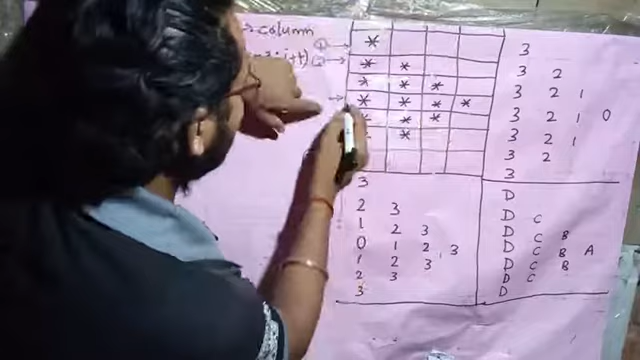 column
① *
② * *
* * *
* * * *
* *
*
3
3 2
3 2 1
3 2 1 0
3 2 1
3 2
3
3
2 3
1 2 3
0 1 2 3
1 2 3
2 3
3
D
D C
D C B
D C B A
D C B
D C
D